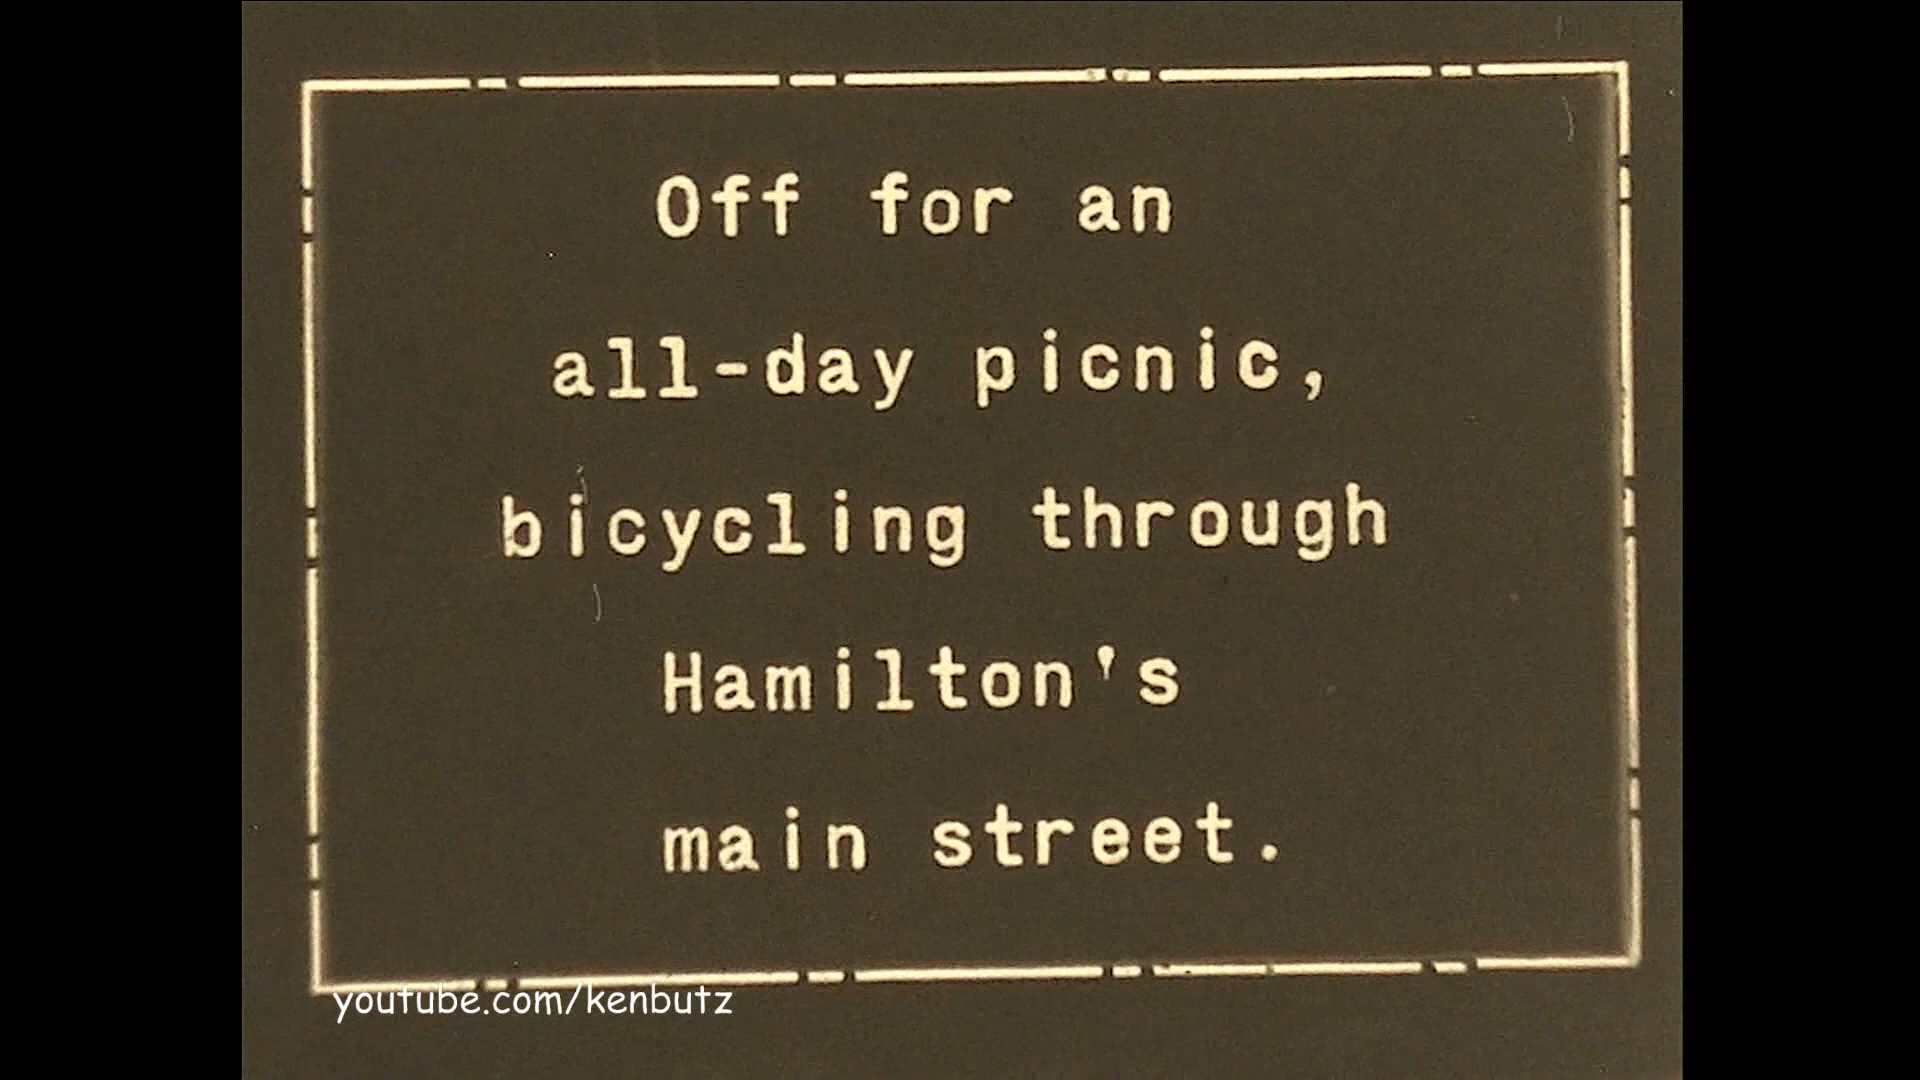 Off for an
all-day picnic,
bicycling through
Hamilton's
main street.
youtube.com/kenbutz